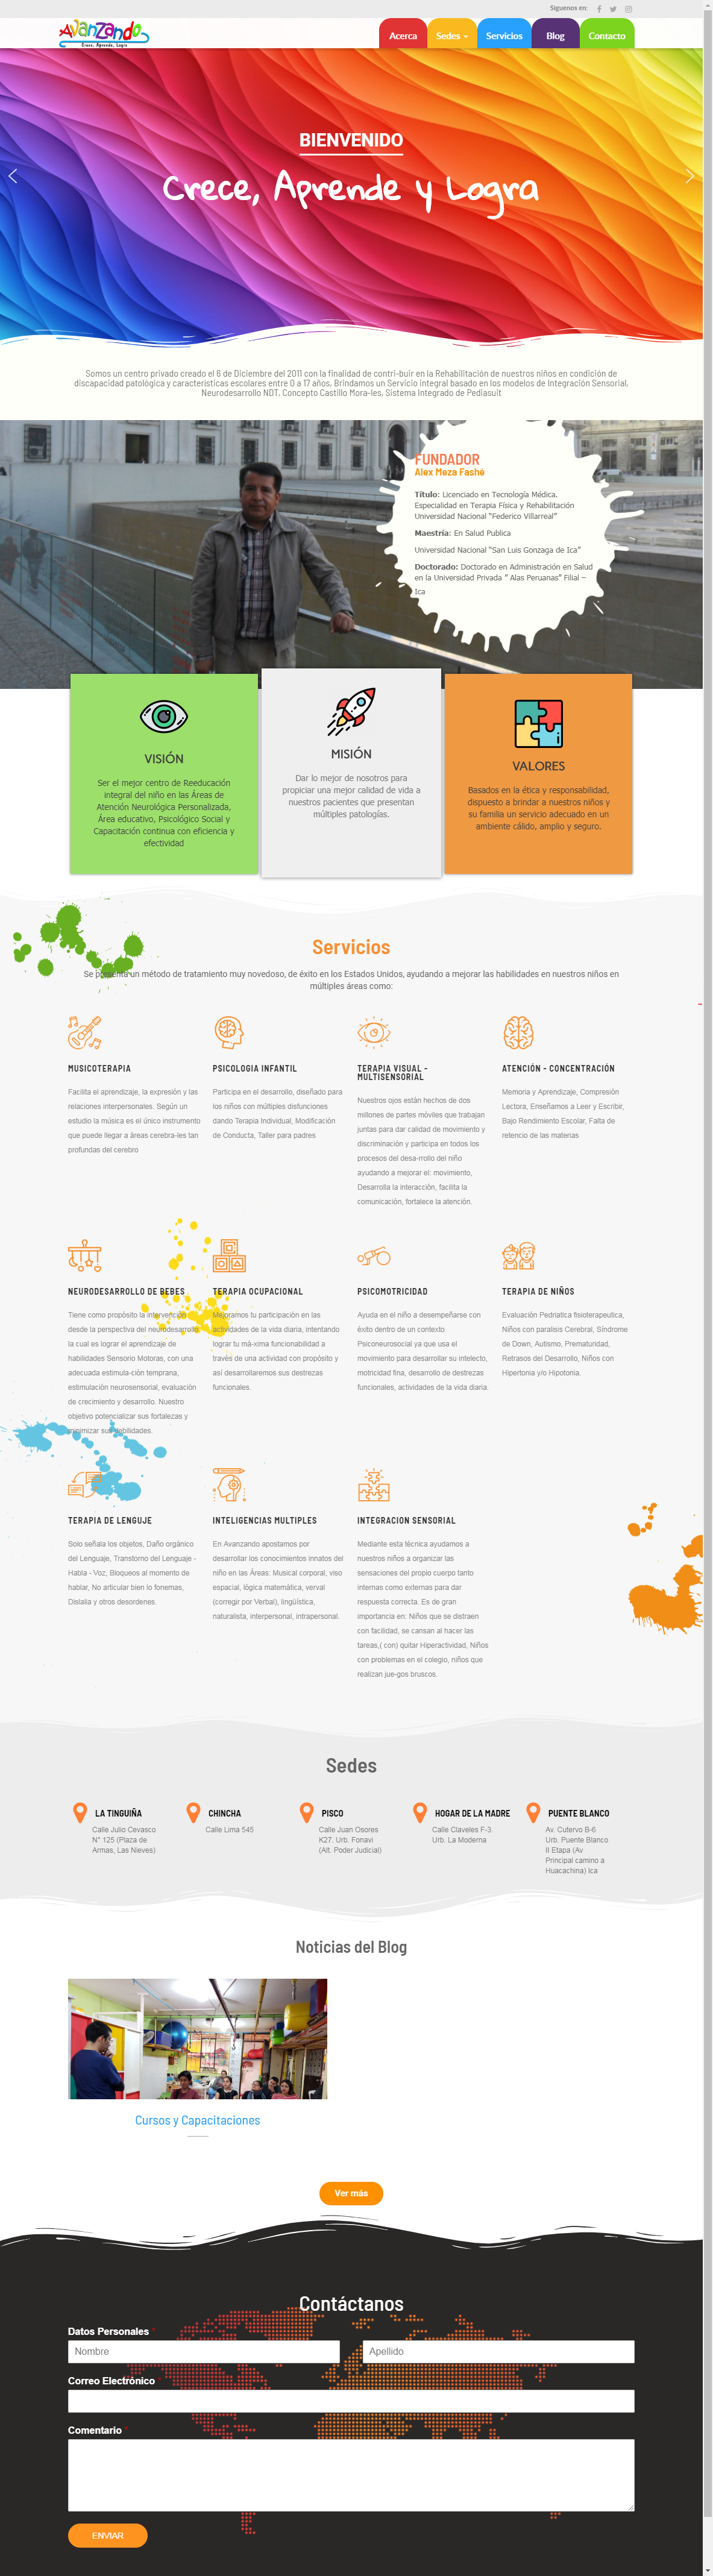 Síguenos en:
Avanzando
Crece, Aprende, Logra
Acerca
Sedes
Servicios
Blog
Contacto
BIENVENIDO
Crece, Aprende y Logra
Somos un centro privado creado el 6 de Diciembre del 2011 con la finalidad de contri-buir en la Rehabilitación de nuestros niños en condición de
discapacidad patológica y características escolares entre 0 a 17 años. Brindamos un Servicio integral basado en los modelos de Integración Sensorial,
Neurodesarrollo NDT, Concepto Castillo Mora-les, Sistema Integrado de Pediasuit
FUNDADOR
Alex Meza Fashé
Título: Licenciado en Tecnología Médica.
Especialidad en Terapia Física y Rehabilitación
Universidad Nacional "Federico Villarreal"
Maestría: En Salud Publica
Universidad Nacional "San Luis Gonzaga de Ica"
Doctorado: Doctorado en Administración en Salud
en la Universidad Privada " Alas Peruanas" Filial –
Ica
VISIÓN
Ser el mejor centro de Reeducación
integral del niño en las Áreas de
Atención Neurológica Personalizada,
Área educativo, Psicológico Social y
Capacitación continua con eficiencia y
efectividad
MISIÓN
Dar lo mejor de nosotros para
propiciar una mejor calidad de vida a
nuestros pacientes que presentan
múltiples patologías.
VALORES
Basados en la ética y responsabilidad,
dispuesto a brindar a nuestros niños y
su familia un servicio adecuado en un
ambiente cálido, amplio y seguro.
Servicios
Se presenta un método de tratamiento muy novedoso, de éxito en los Estados Unidos, ayudando a mejorar las habilidades en nuestros niños en
múltiples áreas como:
MUSICOTERAPIA
Facilita el aprendizaje, la expresión y las
relaciones interpersonales. Según un
estudio la música es el único instrumento
que puede llegar a áreas cerebra-les tan
profundas del cerebro
PSICOLOGIA INFANTIL
Participa en el desarrollo, diseñado para
los niños con múltiples disfunciones
dando Terapia Individual, Modificación
de Conducta, Taller para padres
TERAPIA VISUAL -
MULTISENSORIAL
Nuestros ojos están hechos de dos
millones de partes móviles que trabajan
juntas para dar calidad de movimiento y
discriminación y participa en todos los
procesos del desa-rrollo del niño
ayudando a mejorar el: movimiento,
Desarrolla la interacción, facilita la
comunicación, fortalece la atención.
ATENCIÓN - CONCENTRACIÓN
Memoria y Aprendizaje, Compresión
Lectora, Enseñamos a Leer y Escribir,
Bajo Rendimiento Escolar, Falta de
retencio de las materias
NEURODESARROLLO DE BEBES
Tiene como propósito la intervención
desde la perspectiva del neurodesarrollo
la cual es lograr el aprendizaje de
habilidades Sensorio Motoras, con una
adecuada estimula-ción temprana,
estimulación neurosensorial, evaluación
de crecimiento y desarrollo. Nuestro
objetivo potencializar sus fortalezas y
minimizar sus debilidades.
TERAPIA OCUPACIONAL
Mejoramos tu participación en las
actividades de la vida diaria, intentando
lograr tu má-xima funcionabilidad a
través de una actividad con propósito y
así desarrollaremos sus destrezas
funcionales.
PSICOMOTRICIDAD
Ayuda en el niño a desempeñarse con
éxito dentro de un contexto
Psiconeurosocial ya que usa el
movimiento para desarrollar su intelecto,
motricidad fina, desarrollo de destrezas
funcionales, actividades de la vida diaria.
TERAPIA DE NIÑOS
Evaluación Pedriatica fisioterapeutica,
Niños con paralisis Cerebral, Síndrome
de Down, Autismo, Prematuridad,
Retrasos del Desarrollo, Niños con
Hipertonia y/o Hipotonia.
TERAPIA DE LENGUJE
Solo señala los objetos, Daño orgánico
del Lenguaje, Transtorno del Lenguaje -
Habla - Voz, Bloqueos al momento de
hablar, No articular bien lo fonemas,
Dislalia y otros desordenes.
INTELIGENCIAS MULTIPLES
En Avanzando apostamos por
desarrollar los conocimientos innatos del
niño en las Áreas: Musical corporal, viso
espacial, lógica matemática, verval
(corregir por Verbal), lingüística,
naturalista, interpersonal, intrapersonal.
INTEGRACION SENSORIAL
Mediante esta técnica ayudamos a
nuestros niños a organizar las
sensaciones del propio cuerpo tanto
internas como externas para dar
respuesta correcta. Es de gran
importancia en: Niños que se distraen
con facilidad, se cansan al hacer las
tareas,( con) quitar Hiperactividad, Niños
con problemas en el colegio, niños que
realizan jue-gos bruscos.
Sedes
LA TINGUIÑA
Calle Julio Cevasco
N° 125 (Plaza de
Armas, Las Nieves)
CHINCHA
Calle Lima 545
PISCO
Calle Juan Osores
K27. Urb. Fonavi
(Alt. Poder Judicial)
HOGAR DE LA MADRE
Calle Claveles F-3.
Urb. La Moderna
PUENTE BLANCO
Av. Cutervo B-6
Urb. Puente Blanco
II Etapa (Av
Principal camino a
Huacachina) Ica
Noticias del Blog
Cursos y Capacitaciones
Ver más
Contáctanos
Datos Personales *
Nombre
Apellido
Correo Electrónico
Comentario *
ENVIAR